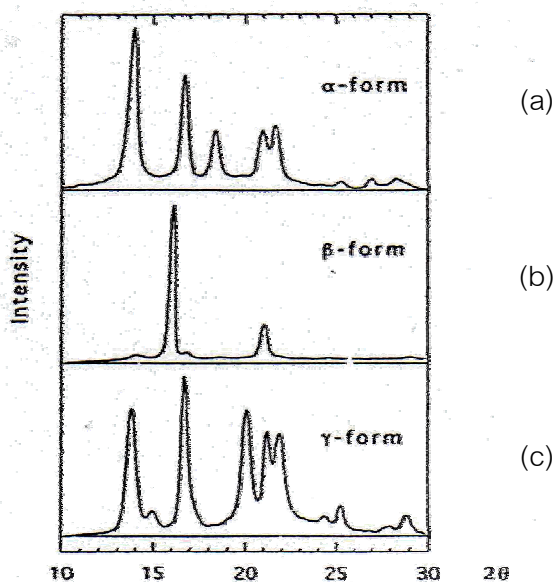 α-form
(a)
Intensity
β-form
(b)
γ-form
(c)
10 15 20 25 30 2θ